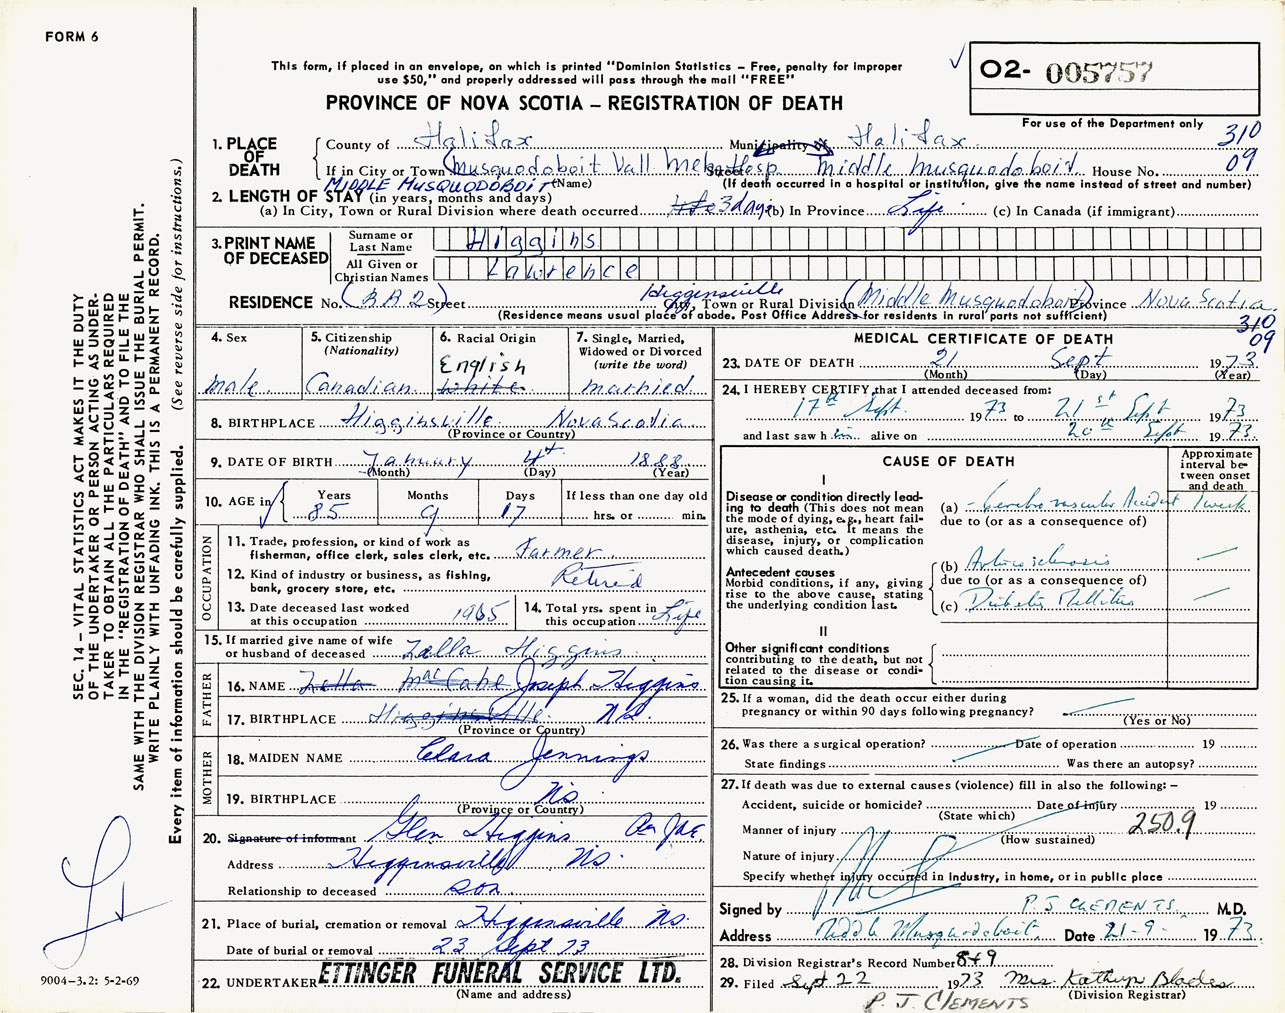 FORM 6
This form, if placed in an envelope, on which is printed "Dominion Statistics – Free, penalty for improper
use $50," and properly addressed will pass through the mail "FREE"
PROVINCE OF NOVA SCOTIA – REGISTRATION OF DEATH
O2- 005757
For use of the Department only
310
09
1. PLACE OF DEATH
County of Halifax Municipality of Halifax
If in City or Town (Musquodoboit Vall Mem Hosp Street Middle Musquodoboit House No.
MIDDLE MUSQUODOBOIT (Name) (If death occurred in a hospital or institution, give the name instead of street and number)
2. LENGTH OF STAY (in years, months and days)
(a) In City, Town or Rural Division where death occurred Life 3 days (b) In Province Life (c) In Canada (if immigrant)
3. PRINT NAME OF DECEASED
Surname or Last Name Higgins
All Given or Christian Names Lawrence
Higginsville
RESIDENCE No. (R.R.2 Street City, Town or Rural Division (Middle Musquodoboit) Province Nova Scotia
(Residence means usual place of abode. Post Office Address for residents in rural parts not sufficient)
310
09
4. Sex
male
5. Citizenship
(Nationality)
Canadian
6. Racial Origin
English
White
7. Single, Married,
Widowed or Divorced
(write the word)
married
8. BIRTHPLACE Higginsville Nova Scotia
(Province or Country)
9. DATE OF BIRTH January 4th 1888
(Month) (Day) (Year)
10. AGE in
Years Months Days If less than one day old
85 9 17 hrs. or min.
OCCUPATION
11. Trade, profession, or kind of work as
fisherman, office clerk, sales clerk, etc. Farmer
12. Kind of industry or business, as fishing,
bank, grocery store, etc. Retired
13. Date deceased last worked
at this occupation 1965
14. Total yrs. spent in
this occupation Life
15. If married give name of wife
or husband of deceased Zella Higgins
FATHER
16. NAME Zella MacCabe Joseph Higgins
17. BIRTHPLACE Higginsville NS.
(Province or Country)
MOTHER
18. MAIDEN NAME Clara Jennings
19. BIRTHPLACE NS
(Province or Country)
20. Signature of informant Glen Higgins
Address Higginsville NS.
Relationship to deceased son
21. Place of burial, cremation or removal Higginsville NS.
Date of burial or removal 23 Sept 73
22. UNDERTAKER ETTINGER FUNERAL SERVICE LTD.
(Name and address)
MEDICAL CERTIFICATE OF DEATH
23. DATE OF DEATH 21 Sept 1973
(Month) (Day) (Year)
24. I HEREBY CERTIFY that I attended deceased from:
17th Sept. 1973 to 21st Sept 1973
and last saw him alive on 20th Sept 1973.
CAUSE OF DEATH
Approximate
interval be-
tween onset
and death
I
Disease or condition directly lead-
ing to death (This does not mean
the mode of dying, e.g., heart fail-
ure, asthenia, etc. It means the
disease, injury, or complication
which caused death.)
(a) Cerebro vascular Accident 1 week
due to (or as a consequence of)
Antecedent causes
Morbid conditions, if any, giving
rise to the above cause, stating
the underlying condition last.
(b) Arteriosclerosis
due to (or as a consequence of)
(c) Diabetes Mellitus
II
Other significant conditions
contributing to the death, but not
related to the disease or condi-
tion causing it.
25. If a woman, did the death occur either during
pregnancy or within 90 days following pregnancy?
(Yes or No)
26. Was there a surgical operation? Date of operation 19
State findings Was there an autopsy?
27. If death was due to external causes (violence) fill in also the following: –
Accident, suicide or homicide? Date of injury 19
(State which)
Manner of injury 250.9
(How sustained)
Nature of injury
Specify whether injury occurred in industry, in home, or in public place
Signed by P. J CLEMENTS. M.D.
Address Middle Musquodoboit. Date 21-9- 1973.
28. Division Registrar's Record Number 849
29. Filed Sept 22 1973 Mrs. Kathryn Blades
(Division Registrar)
P. J. CLEMENTS
SEC. 14 – VITAL STATISTICS ACT MAKES IT THE DUTY
OF THE UNDERTAKER OR PERSON ACTING AS UNDER-
TAKER TO OBTAIN ALL THE PARTICULARS REQUIRED
IN THE "REGISTRATION OF DEATH" AND TO FILE THE
SAME WITH THE DIVISION REGISTRAR WHO SHALL ISSUE THE BURIAL PERMIT.
WRITE PLAINLY WITH UNFADING INK. THIS IS A PERMANENT RECORD.
Every item of information should be carefully supplied. (See reverse side for instructions.)
9004–3.2: 5-2-69